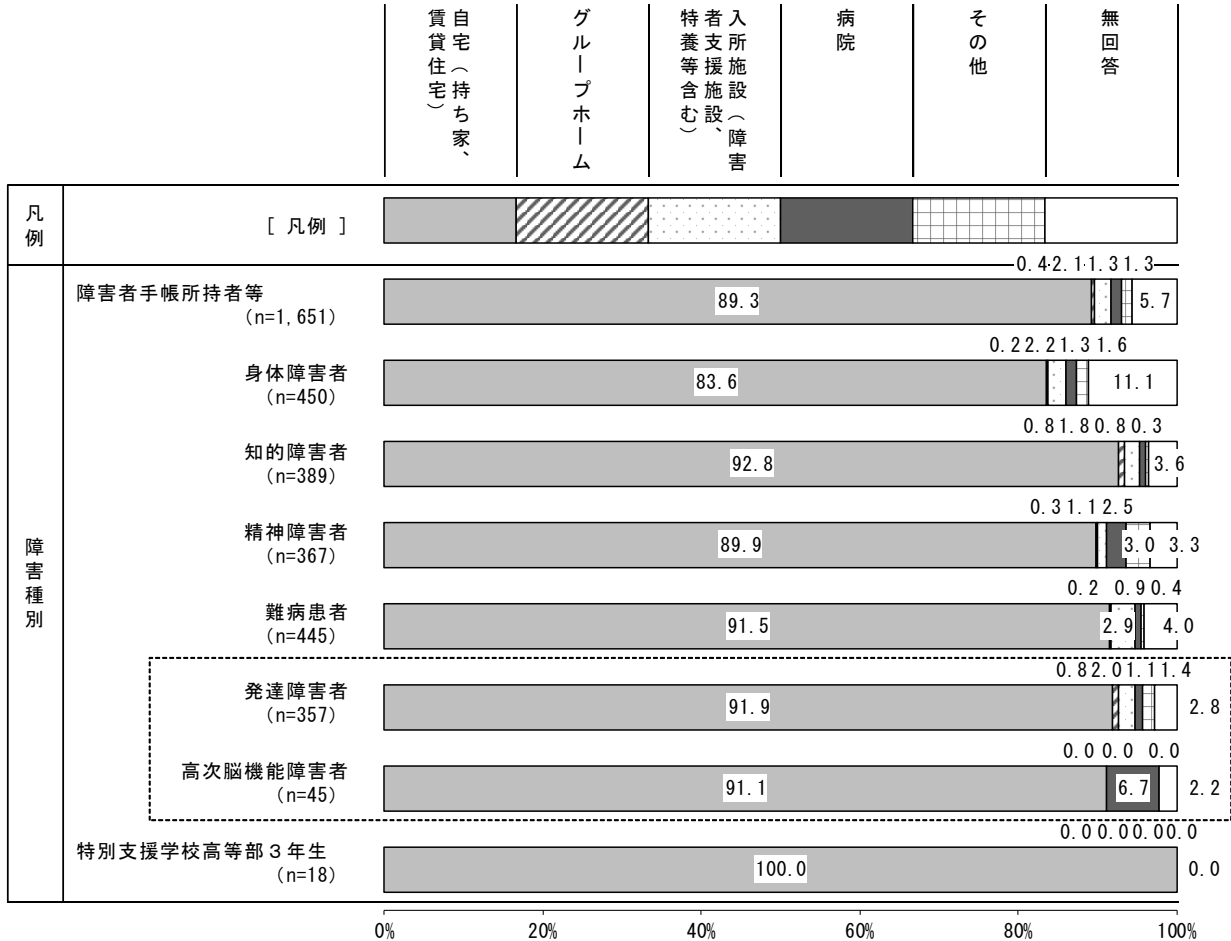 自宅（持ち家、
賃貸住宅）
グループホーム
入所施設（障害
者支援施設、
特養等含む）
病院
その他
無回答
凡例
[ 凡例 ]
障害種別
障害者手帳所持者等
(n=1,651)
0.4 2.1 1.3 1.3
89.3
5.7
身体障害者
(n=450)
0.2 2.2 1.3 1.6
83.6
11.1
知的障害者
(n=389)
0.8 1.8 0.8 0.3
92.8
3.6
精神障害者
(n=367)
0.3 1.1 2.5
89.9
3.0 3.3
難病患者
(n=445)
0.2 0.9 0.4
91.5
2.9
4.0
発達障害者
(n=357)
0.8 2.0 1.1 1.4
91.9
2.8
高次脳機能障害者
(n=45)
0.0 0.0 0.0
91.1
6.7
2.2
特別支援学校高等部３年生
(n=18)
0.0 0.0 0.0 0.0
100.0
0.0
0% 20% 40% 60% 80% 100%